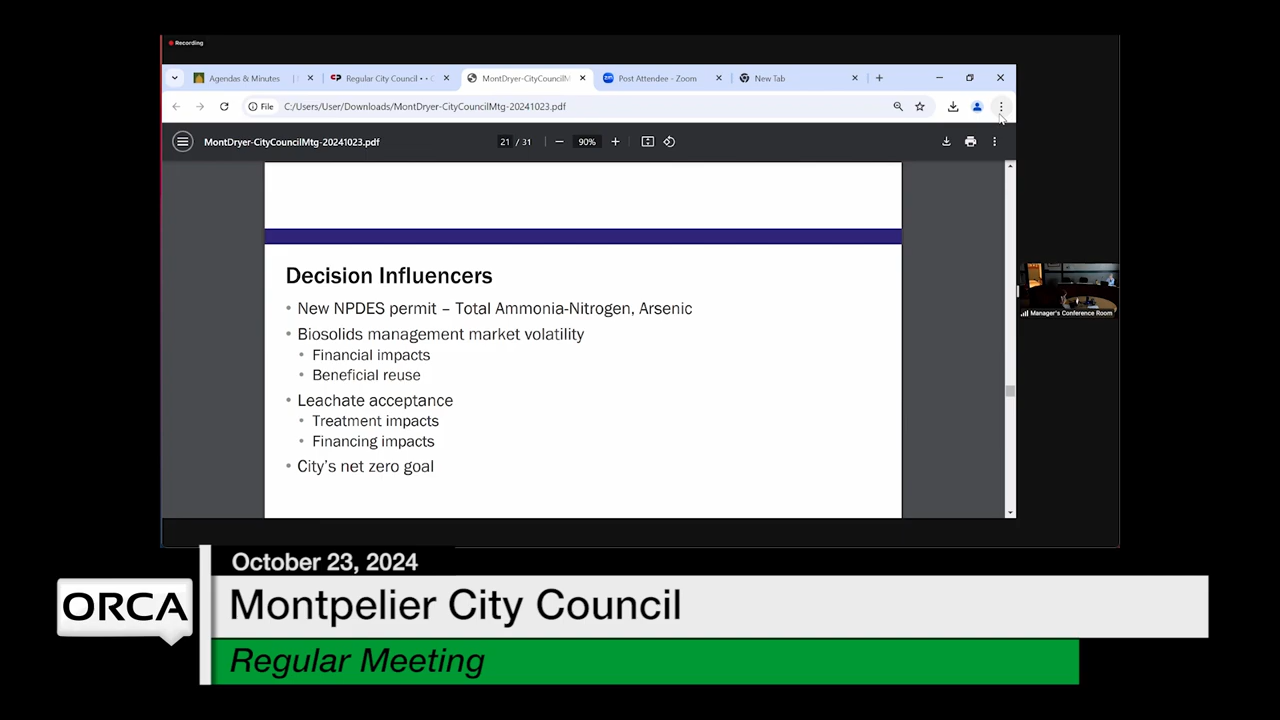 Recording
Agendas & Minutes
Regular City Council • • C
MontDryer-CityCouncilM
Post Attendee - Zoom
New Tab
File
C:/Users/User/Downloads/MontDryer-CityCouncilMtg-20241023.pdf
MontDryer-CityCouncilMtg-20241023.pdf
21 / 31
90%
Decision Influencers
• New NPDES permit – Total Ammonia-Nitrogen, Arsenic
• Biosolids management market volatility
• Financial impacts
• Beneficial reuse
• Leachate acceptance
• Treatment impacts
• Financing impacts
• City's net zero goal
Manager's Conference Room
October 23, 2024
ORCA
Montpelier City Council
Regular Meeting